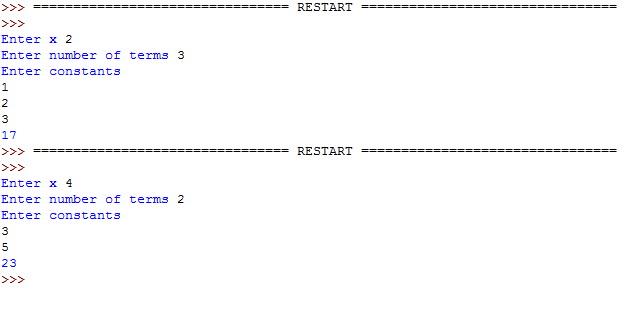 >>> ================================ RESTART ================================
>>>
Enter x 2
Enter number of terms 3
Enter constants
1
2
3
17
>>> ================================ RESTART ================================
>>>
Enter x 4
Enter number of terms 2
Enter constants
3
5
23
>>>